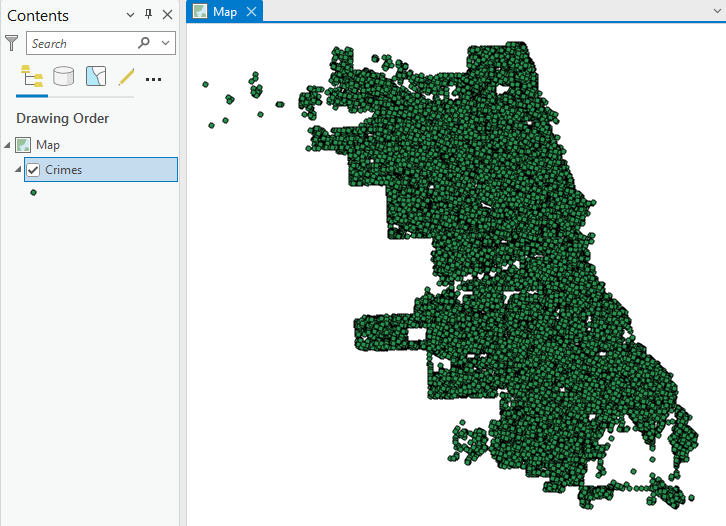 Contents
Search
Drawing Order
Map
Crimes
Map